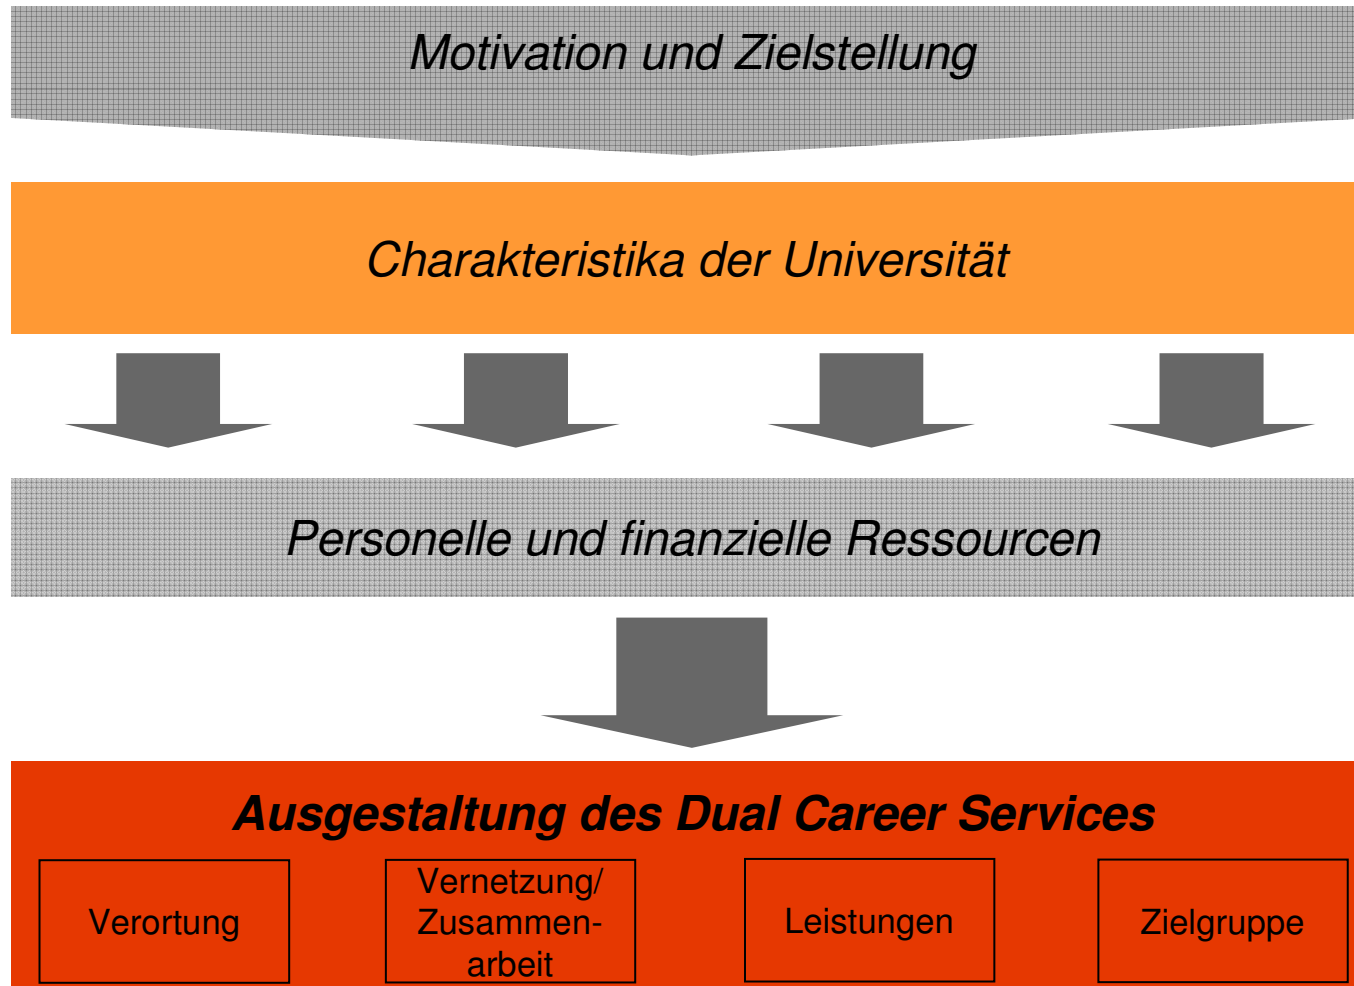 Motivation und Zielstellung
Charakteristika der Universität
Personelle und finanzielle Ressourcen
Ausgestaltung des Dual Career Services
Verortung
Vernetzung/
Zusammen-
arbeit
Leistungen
Zielgruppe